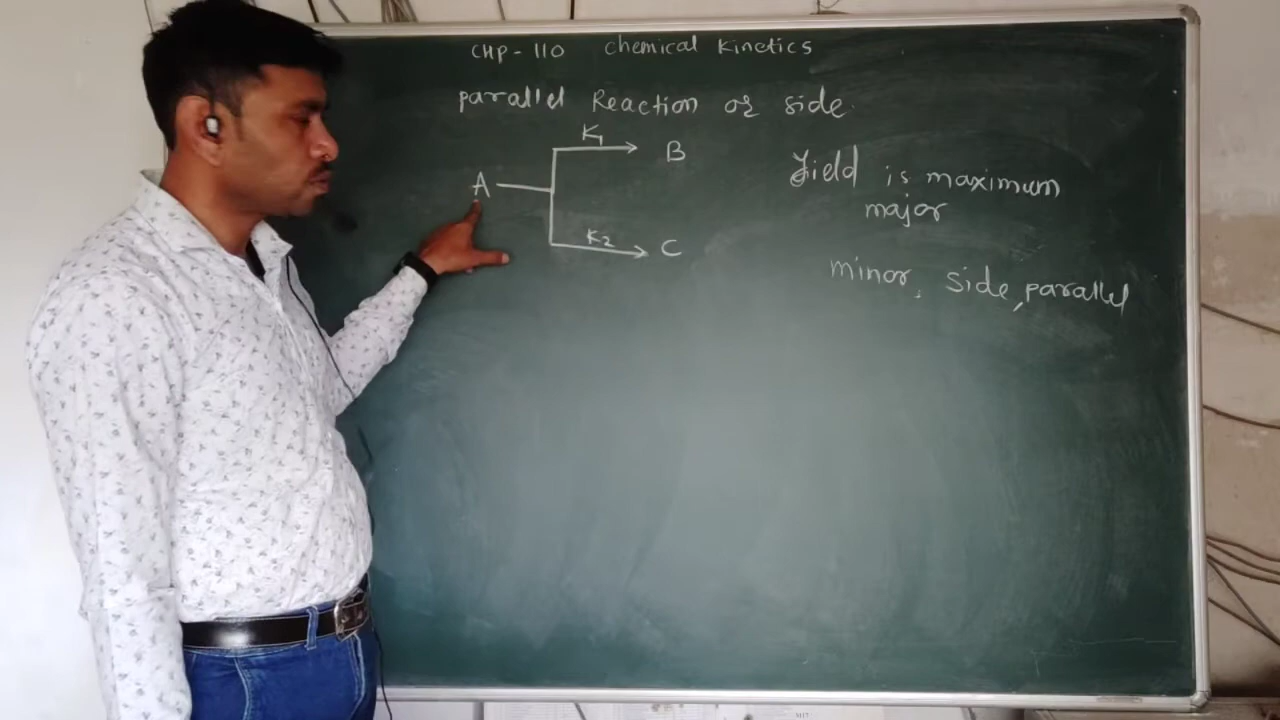 CHP-110 Chemical Kinetics
parallel Reaction or side
K1
B
A
K2
C
Yield is maximum
major
minor, side, parallel